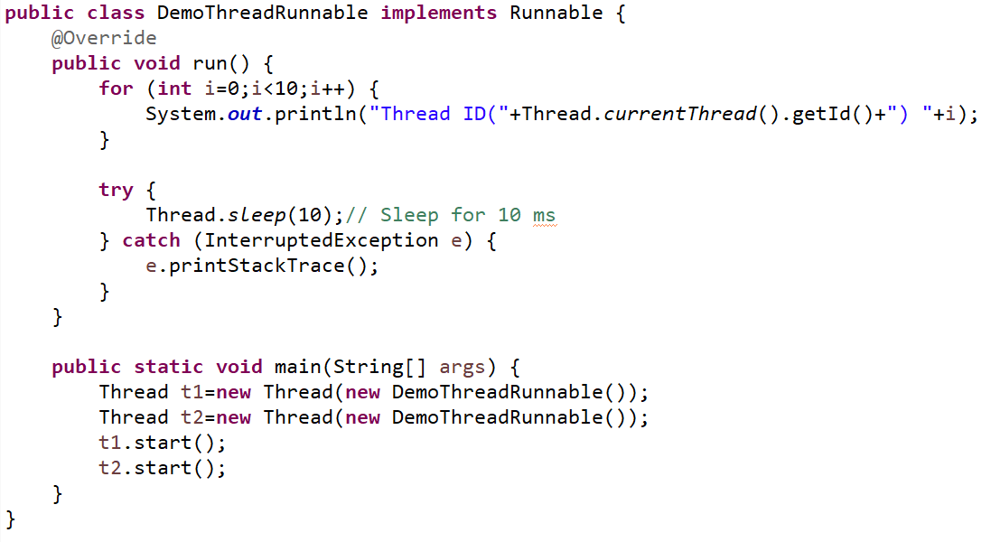 public class DemoThreadRunnable implements Runnable {
    @Override
    public void run() {
        for (int i=0;i<10;i++) {
            System.out.println("Thread ID("+Thread.currentThread().getId()+") "+i);
        }

        try {
            Thread.sleep(10);// Sleep for 10 ms
        } catch (InterruptedException e) {
            e.printStackTrace();
        }
    }

    public static void main(String[] args) {
        Thread t1=new Thread(new DemoThreadRunnable());
        Thread t2=new Thread(new DemoThreadRunnable());
        t1.start();
        t2.start();
    }
}